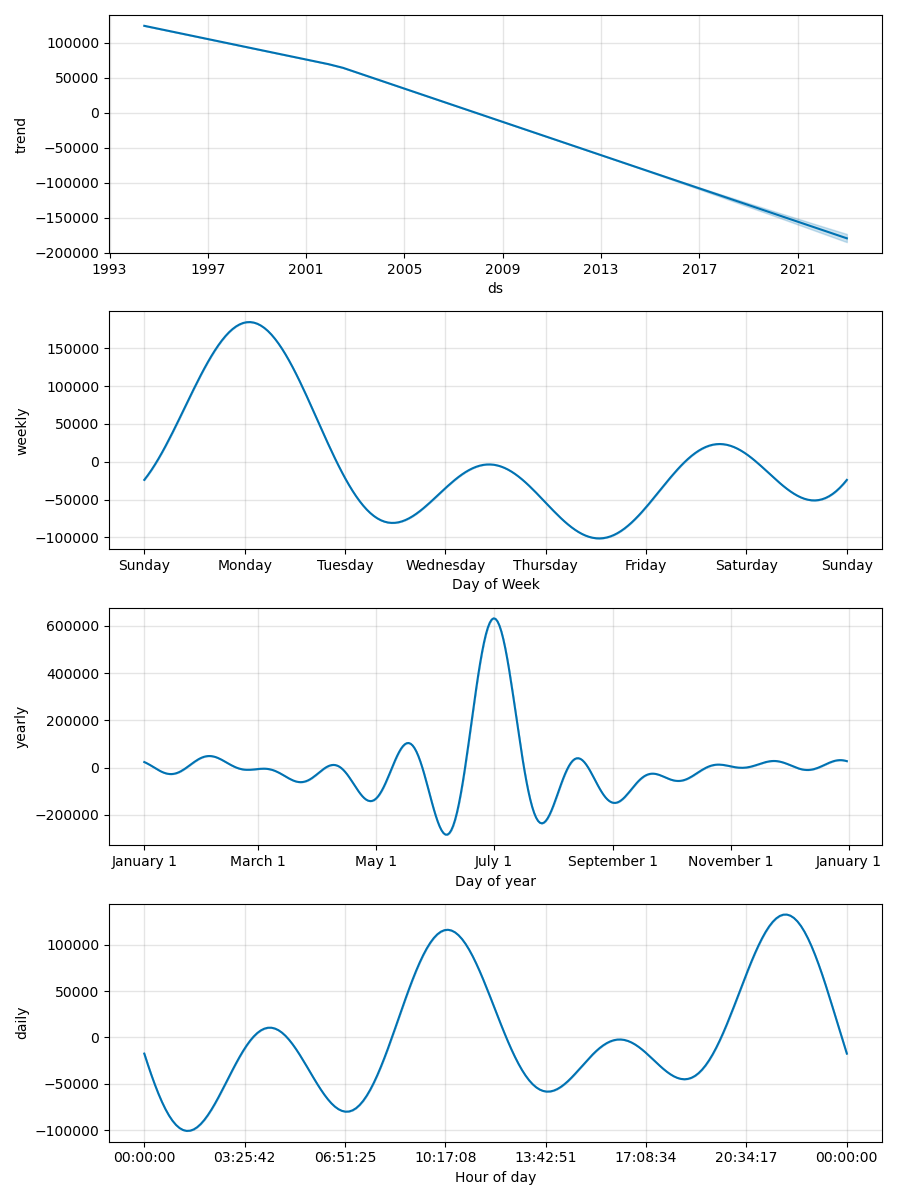 100000
50000
0
−50000
−100000
−150000
−200000
trend
1993 1997 2001 2005 2009 2013 2017 2021
ds
150000
100000
50000
0
−50000
−100000
weekly
Sunday Monday Tuesday Wednesday Thursday Friday Saturday Sunday
Day of Week
600000
400000
200000
0
−200000
yearly
January 1 March 1 May 1 July 1 September 1 November 1 January 1
Day of year
100000
50000
0
−50000
−100000
daily
00:00:00 03:25:42 06:51:25 10:17:08 13:42:51 17:08:34 20:34:17 00:00:00
Hour of day